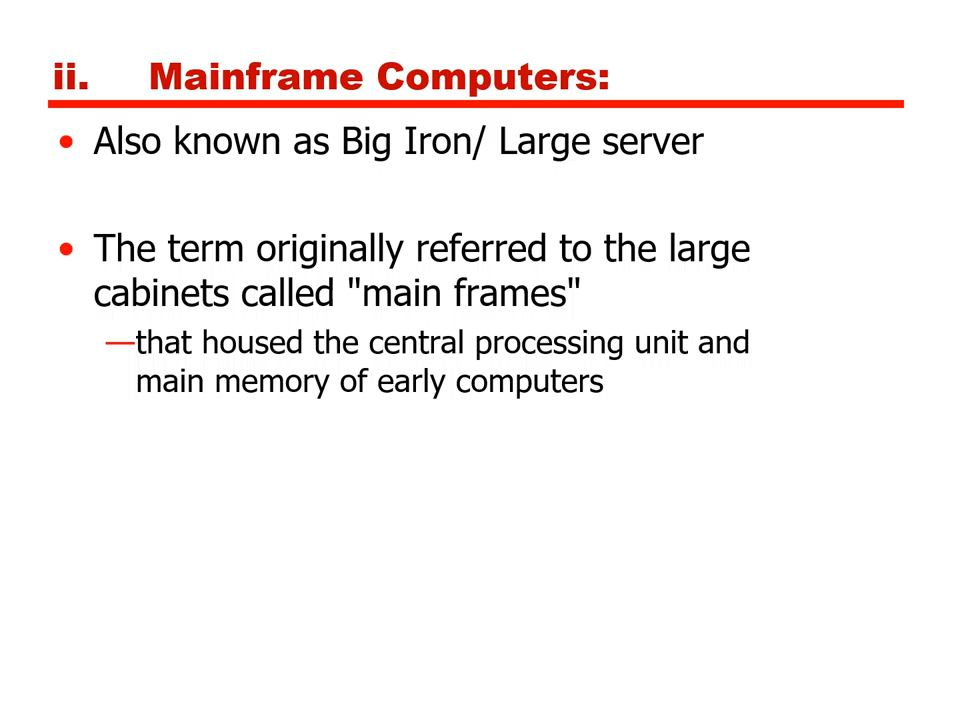 ii. Mainframe Computers:
• Also known as Big Iron/ Large server
• The term originally referred to the large
cabinets called "main frames"
—that housed the central processing unit and
main memory of early computers